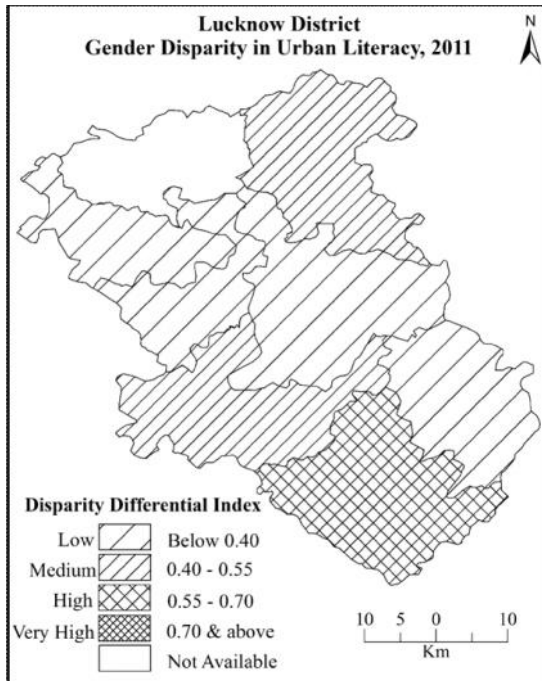 Lucknow District
Gender Disparity in Urban Literacy, 2011
N
Disparity Differential Index
Low Below 0.40
Medium 0.40 - 0.55
High 0.55 - 0.70
Very High 0.70 & above
Not Available
10 0 10
Km